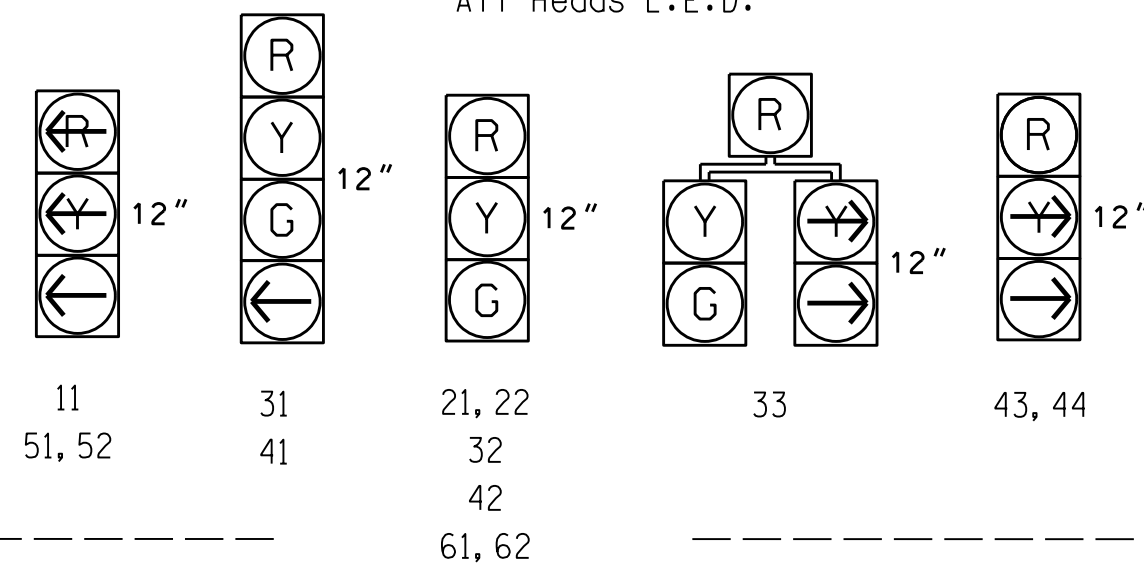 All Heads L.E.D.
R
Y
12"
R
Y
G
12"
R
Y
G
12"
R
Y
G
Y
12"
R
Y
12"
11
51, 52
31
41
21, 22
32
42
61, 62
33
43, 44